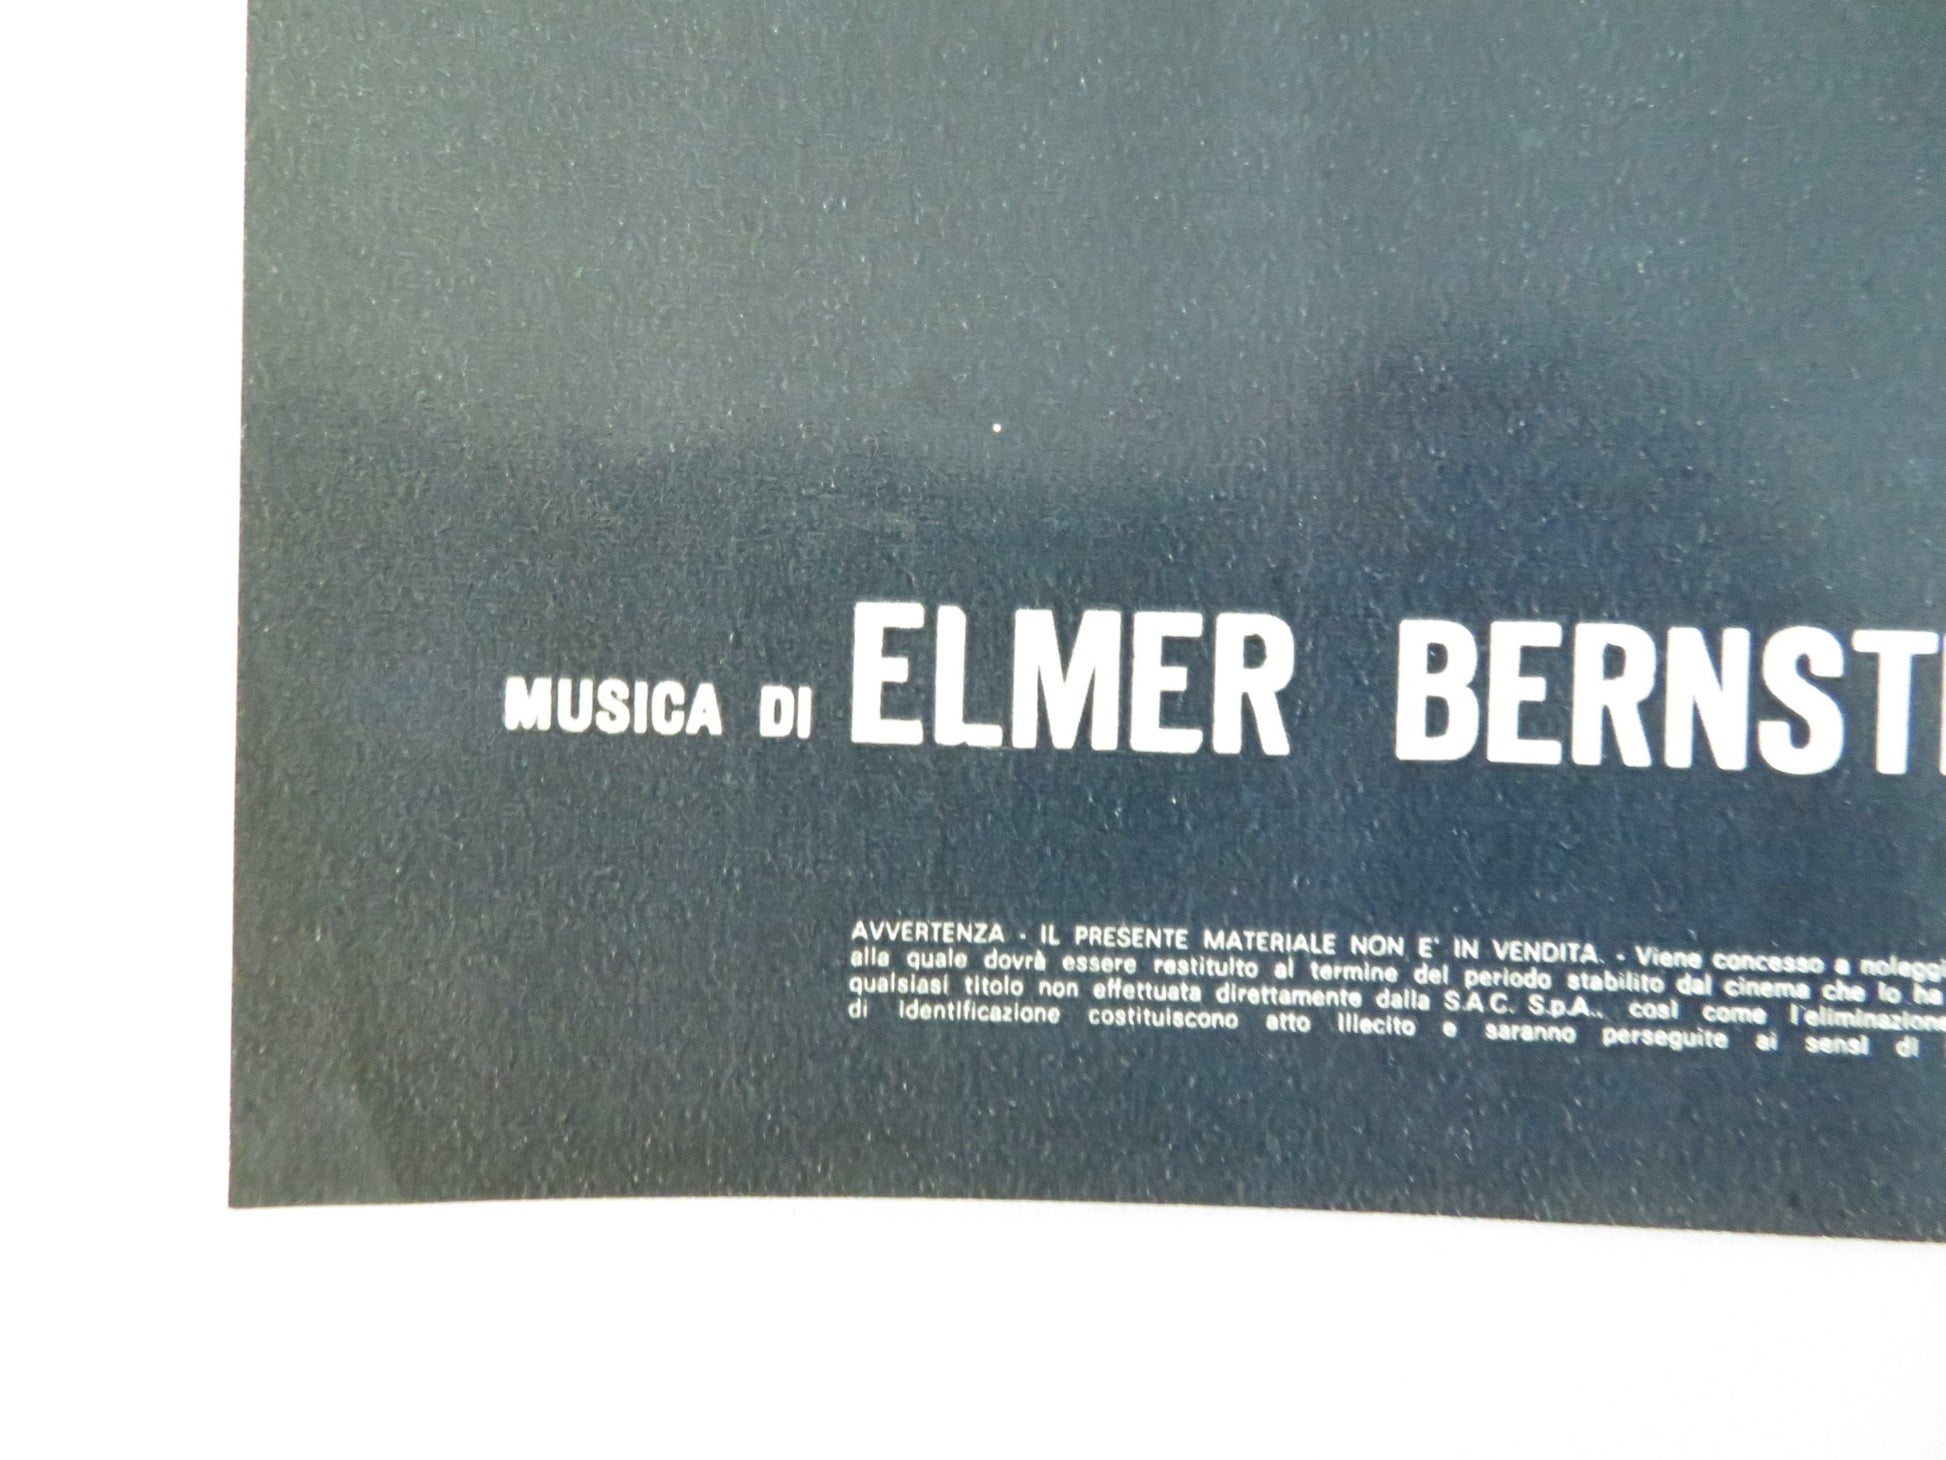 MUSICA DI ELMER BERNST
AVVERTENZA - IL PRESENTE MATERIALE NON E' IN VENDITA. - Viene concesso a noleggi
alla quale dovrà essere restituito al termine del periodo stabilito dal cinema che lo ha
qualsiasi titolo non effettuata direttamente dalla S.A.C. S.p.A., così come l'eliminazione
di identificazione costituiscono atto illecito e saranno perseguite ai sensi di